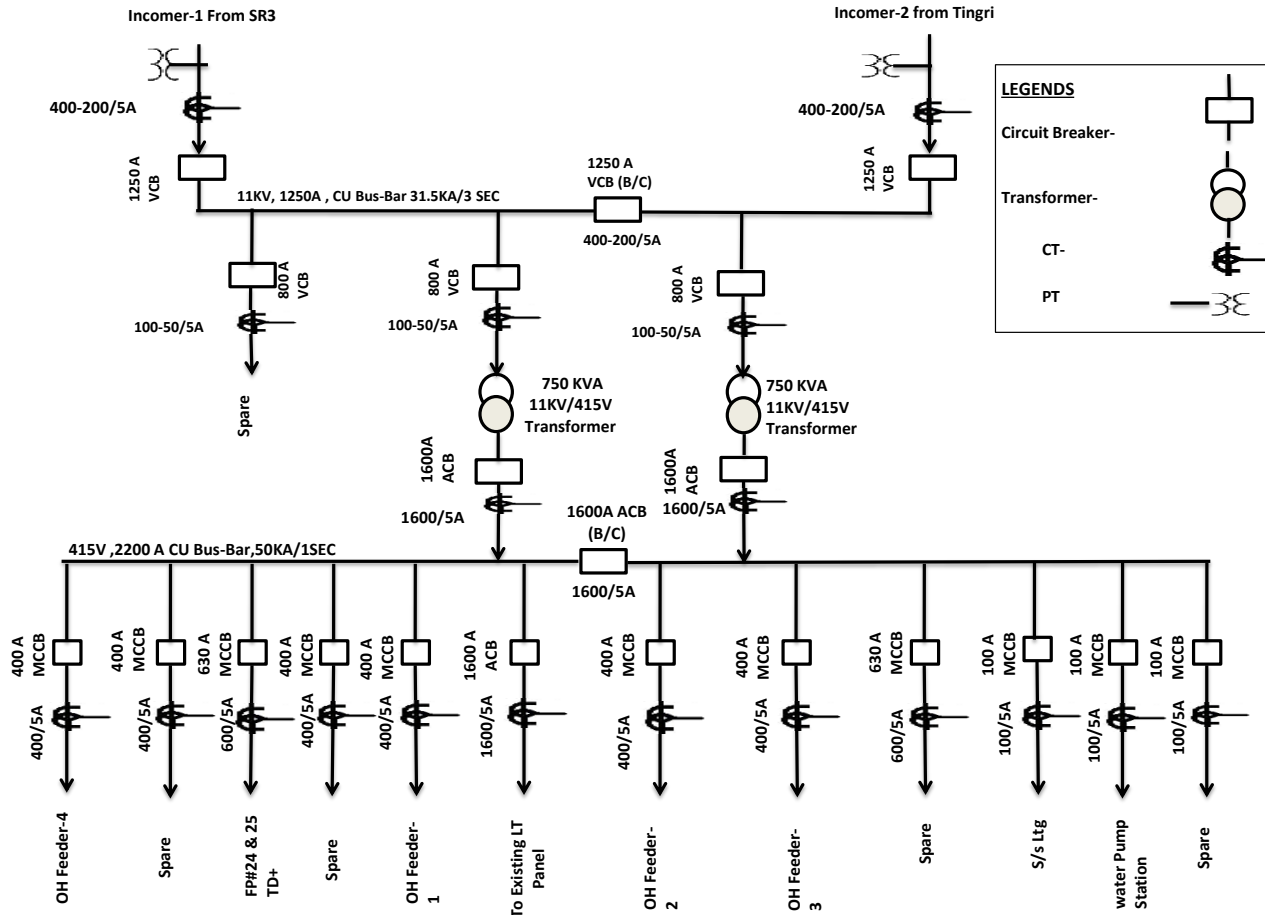 Incomer-1 From SR3
Incomer-2 from Tingri
400-200/5A
400-200/5A
1250 A
VCB
1250 A
VCB (B/C)
1250 A
VCB
11KV, 1250A , CU Bus-Bar 31.5KA/3 SEC
400-200/5A
LEGENDS
Circuit Breaker-
Transformer-
CT-
PT
800 A
VCB
800 A
VCB
800 A
VCB
100-50/5A
100-50/5A
100-50/5A
Spare
750 KVA
11KV/415V
Transformer
750 KVA
11KV/415V
Transformer
1600A
ACB
1600A
ACB
1600/5A
1600/5A
1600A ACB
(B/C)
415V ,2200 A CU Bus-Bar,50KA/1SEC
1600/5A
400 A
MCCB
400 A
MCCB
630 A
MCCB
400 A
MCCB
400 A
MCCB
1600 A
ACB
400 A
MCCB
400 A
MCCB
630 A
MCCB
100 A
MCCB
100 A
MCCB
100 A
MCCB
400/5A
400/5A
600/5A
400/5A
400/5A
1600/5A
400/5A
400/5A
600/5A
100/5A
100/5A
100/5A
OH Feeder-4
Spare
FP#24 & 25
TD+
Spare
OH Feeder-
1
To Existing LT
Panel
OH Feeder-
2
OH Feeder-
3
Spare
S/s Ltg
water Pump
Station
Spare